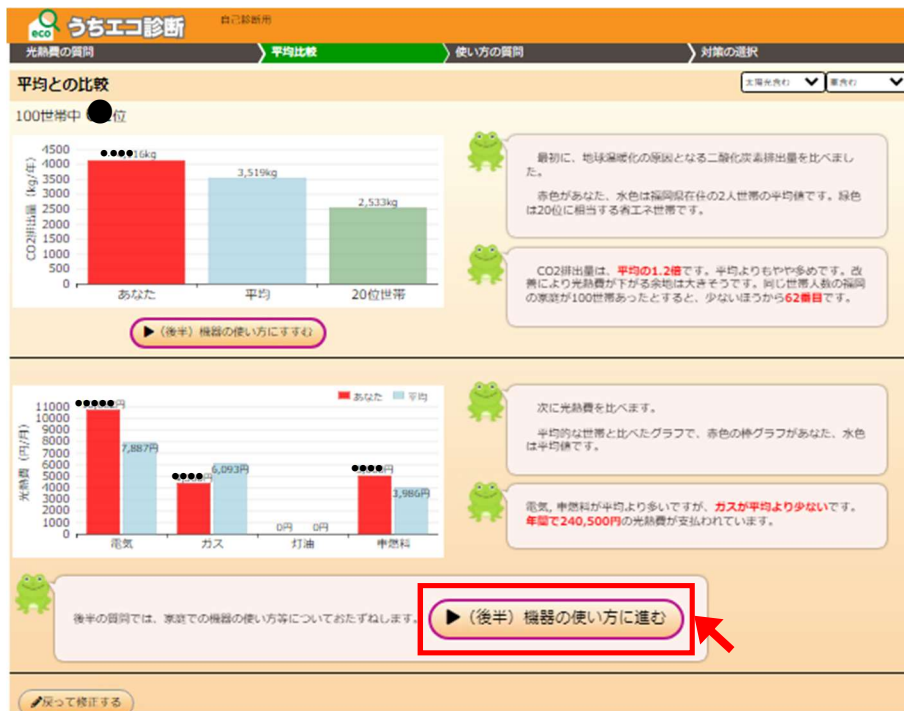 eco うちエコ診断 自己診断用
光熱費の質問 平均比較 使い方の質問 対策の選択
平均との比較 太陽光含む 車含む
100世帯中 位
4500
4000
3500
3000
2500
2000
1500
1000
500
0
CO2排出量 (kg/年)
16kg 3,519kg 2,533kg
あなた 平均 20位世帯
最初に、地球温暖化の原因となる二酸化炭素排出量を比べまし
た。
赤色があなた、水色は福岡県在住の2人世帯の平均値です。緑色
は20位に相当する省エネ世帯です。
CO2排出量は、平均の1.2倍です。平均よりもやや多めです。改
善により光熱費が下がる余地は大きそうです。同じ世帯人数の福岡
の家庭が100世帯あったとすると、少ないほうから62番目です。
▶（後半）機器の使い方にすすむ
あなた 平均
11000
10000
9000
8000
7000
6000
5000
4000
3000
2000
1000
0
光熱費 (円/月)
円 7,887円 円 6,093円 0円 0円 円 3,986円
電気 ガス 灯油 車燃料
次に光熱費を比べます。
平均的な世帯と比べたグラフで、赤色の棒グラフがあなた、水色
は平均値です。
電気, 車燃料が平均より多いですが、ガスが平均より少ないです。
年間で240,500円の光熱費が支払われています。
後半の質問では、家庭での機器の使い方等についておたずねします。
▶（後半）機器の使い方に進む
戻って修正する